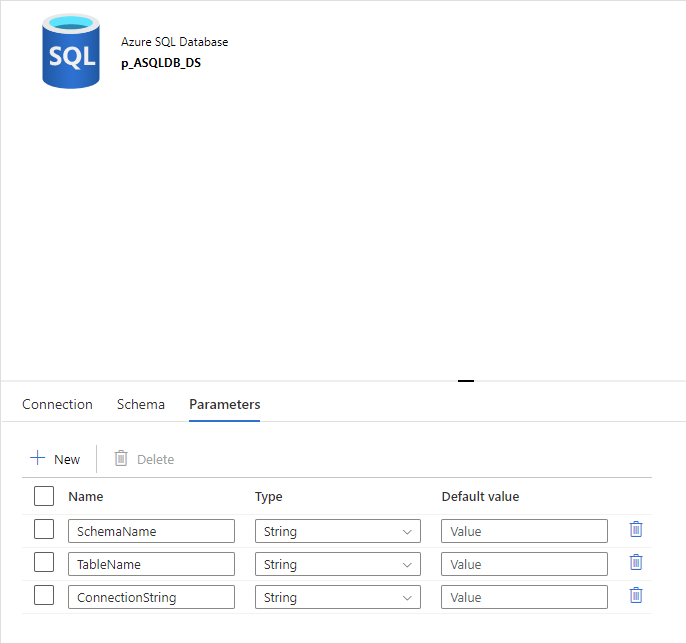 SQL
Azure SQL Database
p_ASQLDB_DS
Connection Schema Parameters
New Delete
Name Type Default value
SchemaName String Value
TableName String Value
ConnectionString String Value